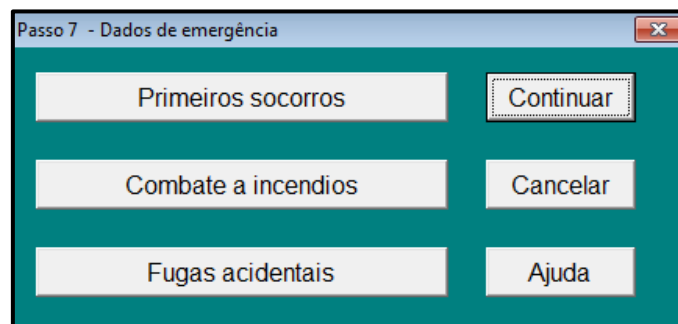 Passo 7 - Dados de emergência
Primeiros socorros
Continuar
Combate a incendios
Cancelar
Fugas acidentais
Ajuda